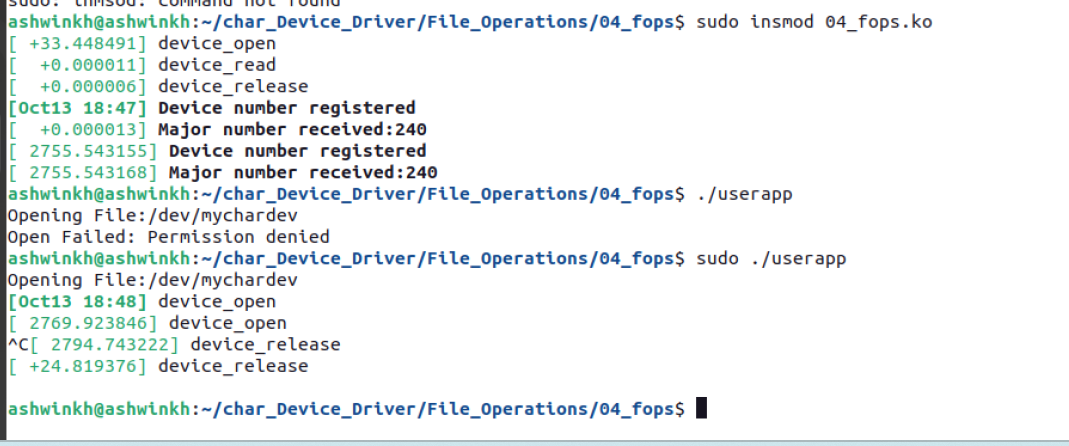 sudo: inmsod: command not found
ashwinkh@ashwinkh:~/char_Device_Driver/File_Operations/04_fops$ sudo insmod 04_fops.ko
[ +33.448491] device_open
[  +0.000011] device_read
[  +0.000006] device_release
[Oct13 18:47] Device number registered
[  +0.000013] Major number received:240
[ 2755.543155] Device number registered
[ 2755.543168] Major number received:240
ashwinkh@ashwinkh:~/char_Device_Driver/File_Operations/04_fops$ ./userapp
Opening File:/dev/mychardev
Open Failed: Permission denied
ashwinkh@ashwinkh:~/char_Device_Driver/File_Operations/04_fops$ sudo ./userapp
Opening File:/dev/mychardev
[Oct13 18:48] device_open
[ 2769.923846] device_open
^C[ 2794.743222] device_release
[ +24.819376] device_release
ashwinkh@ashwinkh:~/char_Device_Driver/File_Operations/04_fops$